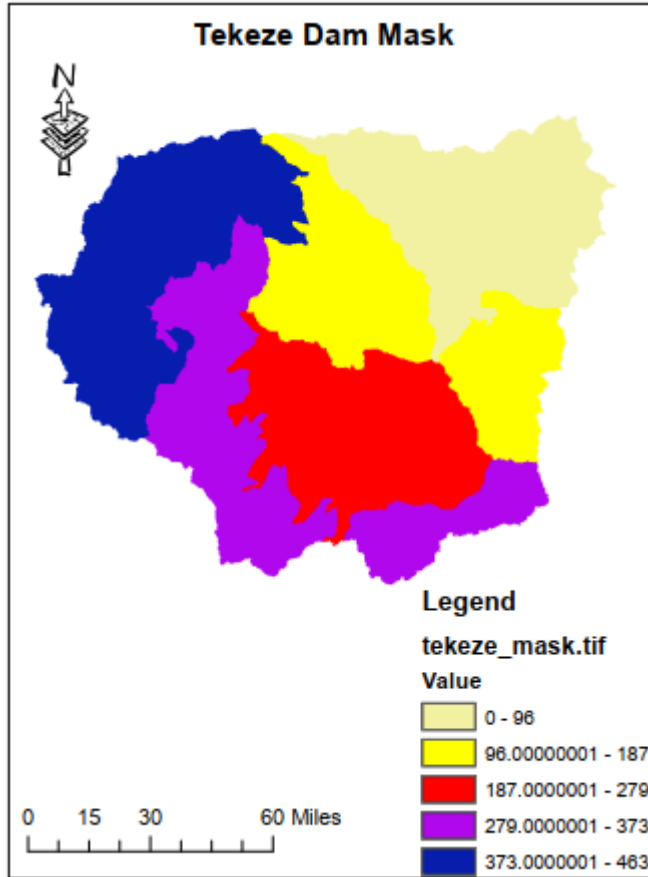 Tekeze Dam Mask
N
Legend
tekeze_mask.tif
Value
0 - 96
96.00000001 - 187
187.0000001 - 279
279.0000001 - 373
373.0000001 - 463
0 15 30 60 Miles